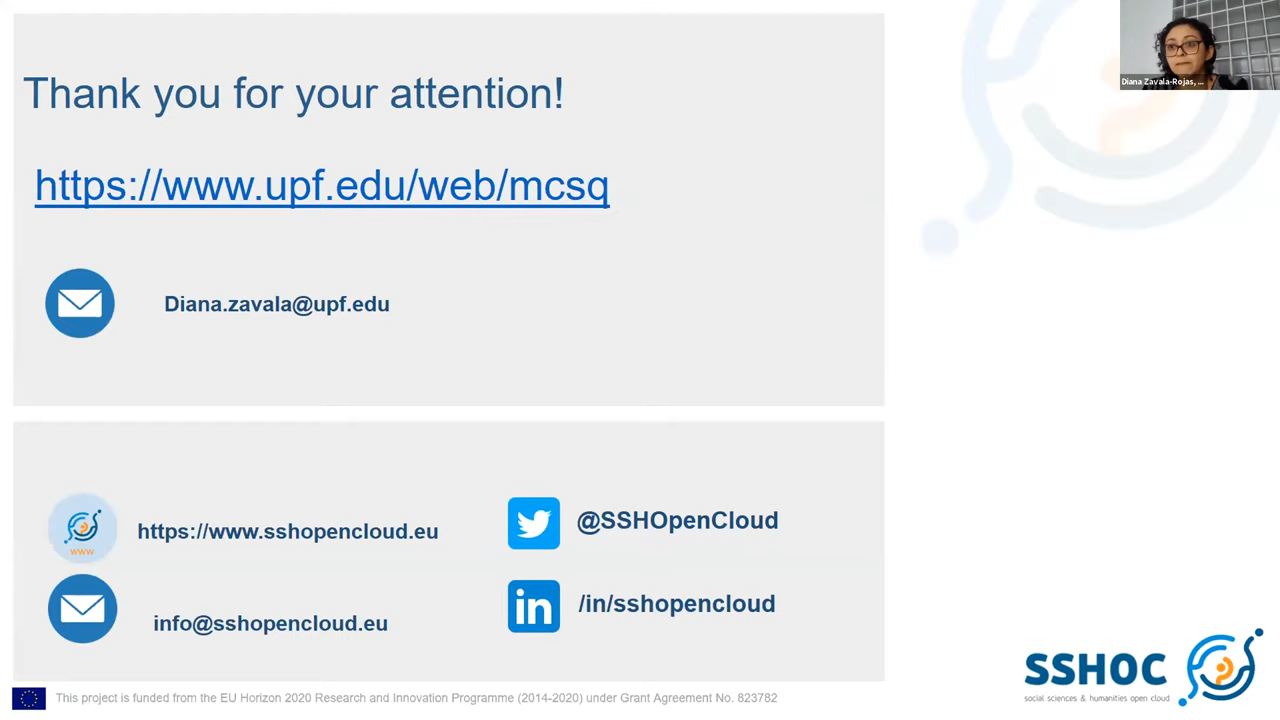 Thank you for your attention!
https://www.upf.edu/web/mcsq
Diana.zavala@upf.edu
https://www.sshopencloud.eu
www
info@sshopencloud.eu
@SSHOpenCloud
in
/in/sshopencloud
This project is funded from the EU Horizon 2020 Research and Innovation Programme (2014-2020) under Grant Agreement No. 823782
SSHOC
social sciences & humanities open cloud
Diana Zavala-Rojas, ...